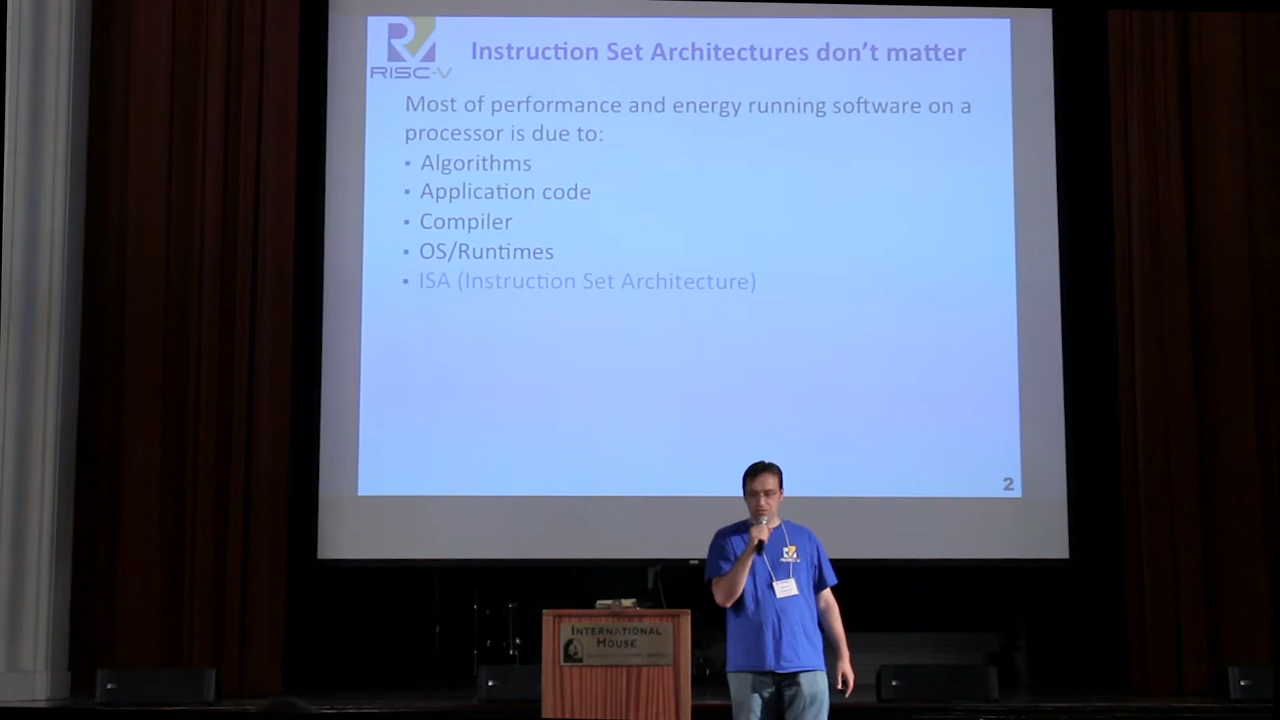 RISC-V
Instruction Set Architectures don't matter
Most of performance and energy running software on a
processor is due to:
▪ Algorithms
▪ Application code
▪ Compiler
▪ OS/Runtimes
▪ ISA (Instruction Set Architecture)
2
RISC-V
INTERNATIONAL
HOUSE